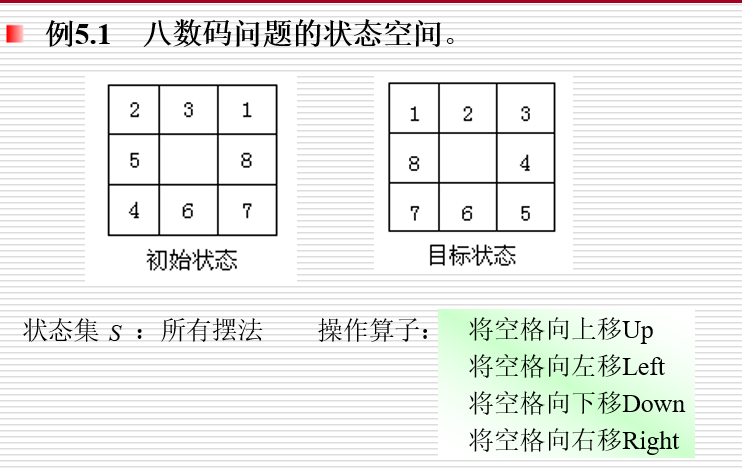 例5.1 八数码问题的状态空间。
2 3 1
5 8
4 6 7
初始状态
1 2 3
8 4
7 6 5
目标状态
状态集 S ：所有摆法 操作算子：
将空格向上移Up
将空格向左移Left
将空格向下移Down
将空格向右移Right